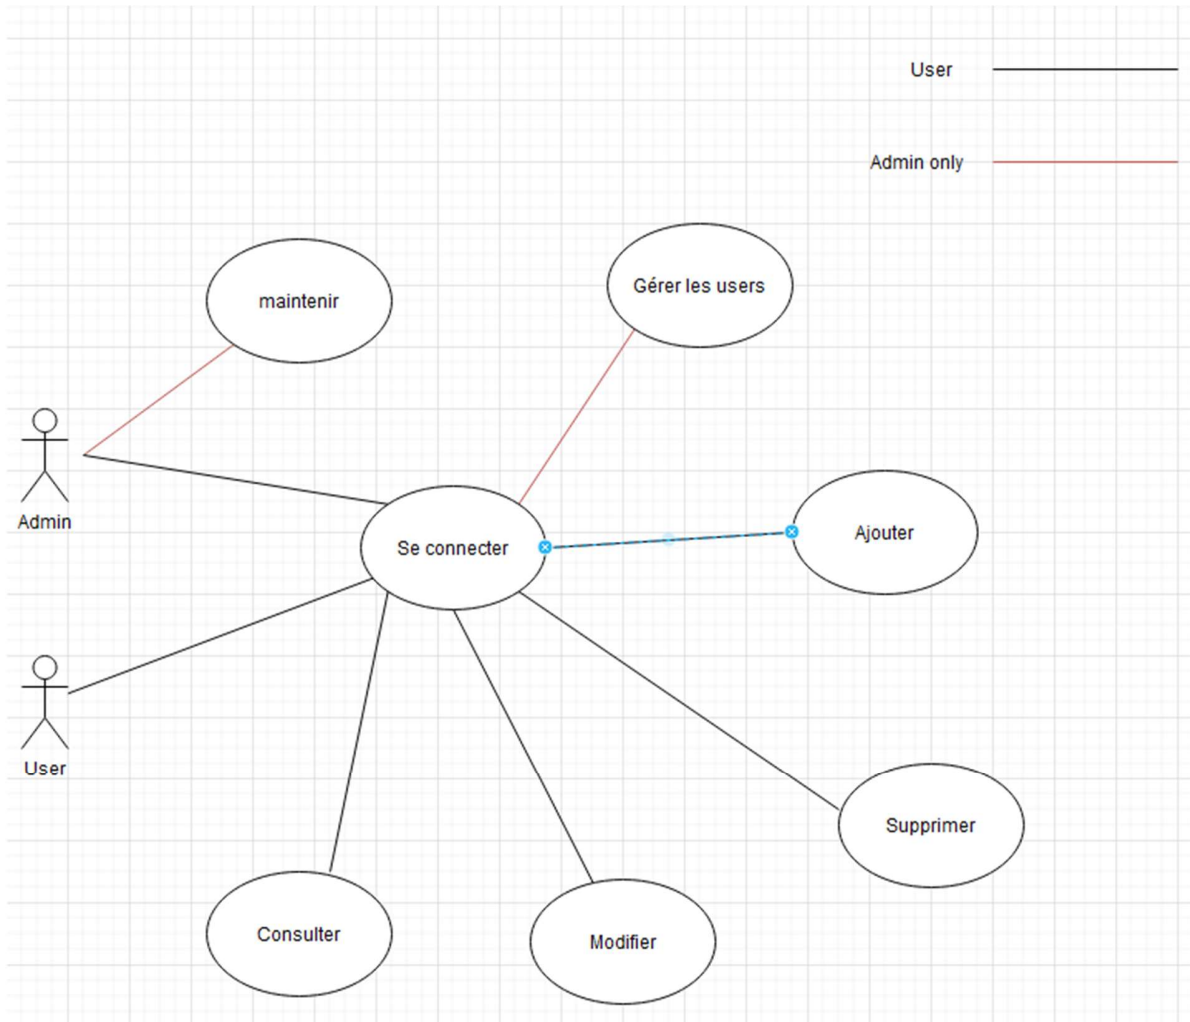 User
Admin only
Gérer les users
maintenir
Admin
Se connecter
Ajouter
User
Supprimer
Consulter
Modifier